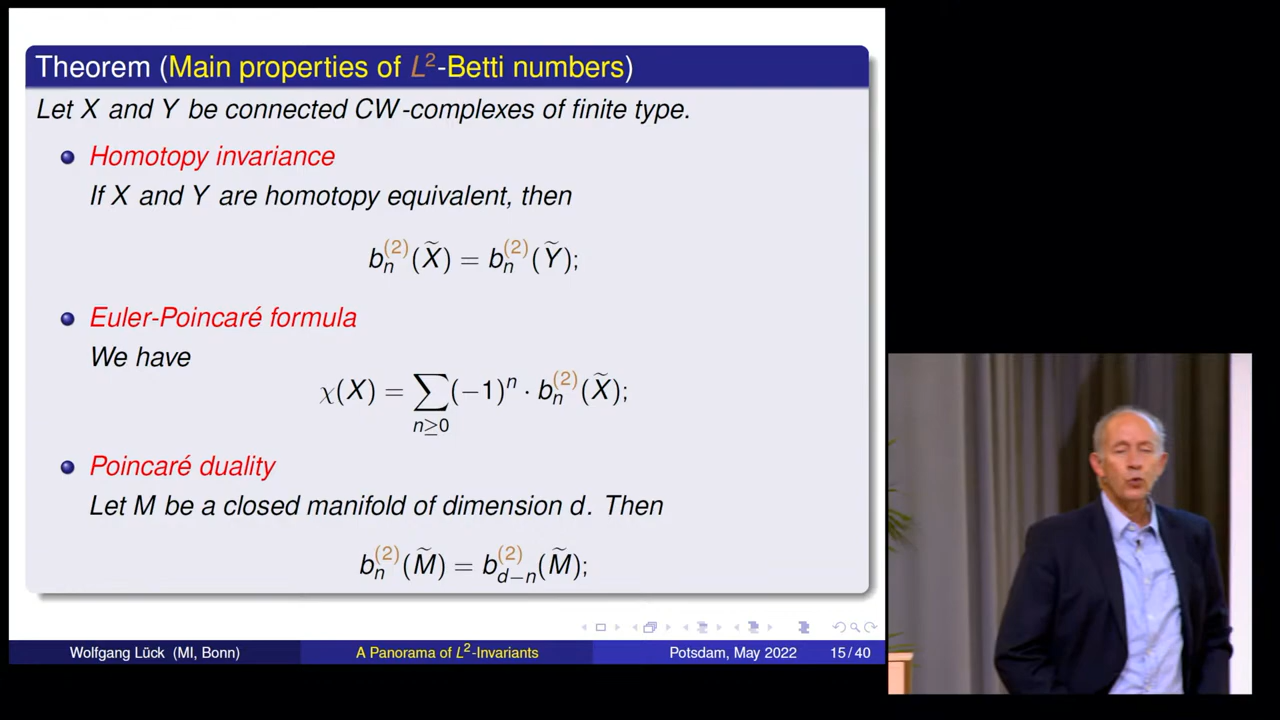 Theorem (Main properties of L²-Betti numbers)
Let X and Y be connected CW-complexes of finite type.
Homotopy invariance
If X and Y are homotopy equivalent, then
b_n^{(2)}(X̃) = b_n^{(2)}(Ỹ);
Euler-Poincaré formula
We have
χ(X) = ∑_{n≥0} (−1)^n · b_n^{(2)}(X̃);
Poincaré duality
Let M be a closed manifold of dimension d. Then
b_n^{(2)}(M̃) = b_{d−n}^{(2)}(M̃);
Wolfgang Lück (MI, Bonn) A Panorama of L²-Invariants Potsdam, May 2022 15 / 40